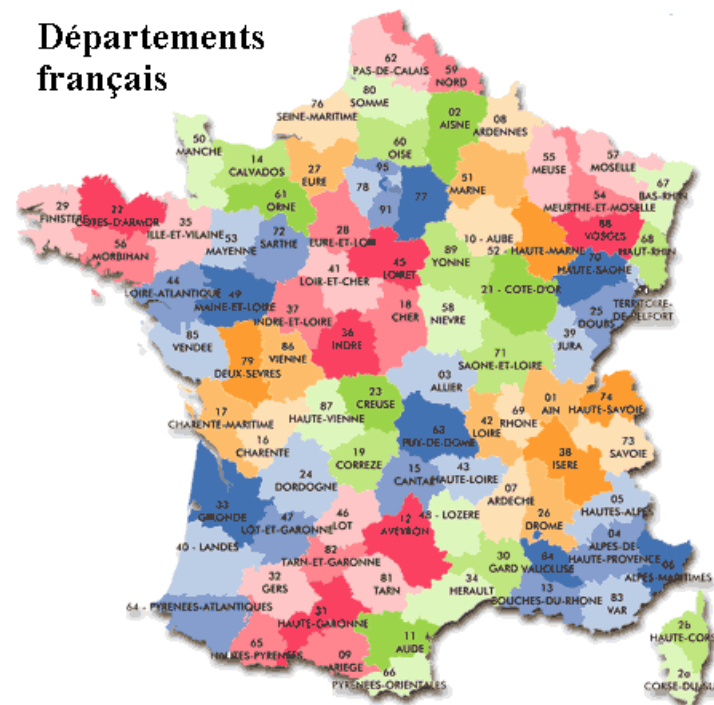 Départements
français
62
PAS-DE-CALAIS
59
NORD
80
SOMME
76
SEINE-MARITIME
02
AISNE
08
ARDENNES
60
OISE
50
MANCHE
14
CALVADOS
27
EURE
95
78
91
77
51
MARNE
55
MEUSE
57
MOSELLE
54
MEURTHE-ET-MOSELLE
67
BAS-RHIN
61
ORNE
29
FINISTERE
22
COTES-D'ARMOR
35
ILLE-ET-VILAINE
56
MORBIHAN
53
MAYENNE
72
SARTHE
28
EURE-ET-LOIR
45
LOIRET
89
YONNE
10 - AUBE
52 - HAUTE-MARNE
88
VOSGES
68
HAUT-RHIN
70
HAUTE-SAONE
TERRITOIRE-
DE-BELFORT
44
LOIRE-ATLANTIQUE
49
MAINE-ET-LOIRE
37
INDRE-ET-LOIRE
41
LOIR-ET-CHER
18
CHER
58
NIEVRE
21 - COTE-D'OR
25
DOUBS
39
JURA
85
VENDEE
79
DEUX-SEVRES
86
VIENNE
36
INDRE
03
ALLIER
71
SAONE-ET-LOIRE
17
CHARENTE-MARITIME
16
CHARENTE
87
HAUTE-VIENNE
23
CREUSE
63
PUY-DE-DOME
42
LOIRE
69
RHONE
01
AIN
74
HAUTE-SAVOIE
73
SAVOIE
38
ISERE
24
DORDOGNE
19
CORREZE
15
CANTAL
43
HAUTE-LOIRE
07
ARDECHE
26
DROME
05
HAUTES-ALPES
33
GIRONDE
47
LOT-ET-GARONNE
46
LOT
12
AVEYRON
48 - LOZERE
40 - LANDES
82
TARN-ET-GARONNE
30
GARD
84
VAUCLUSE
04
ALPES-DE-
HAUTE-PROVENCE
06
ALPES-MARITIMES
32
GERS
81
TARN
34
HERAULT
13
BOUCHES-DU-RHONE
83
VAR
64 - PYRENEES-ATLANTIQUES
31
HAUTE-GARONNE
65
HAUTES-PYRENEES
09
ARIEGE
11
AUDE
66
PYRENEES-ORIENTALES
2b
HAUTE-CORS
2a
CORSE-DU-SU